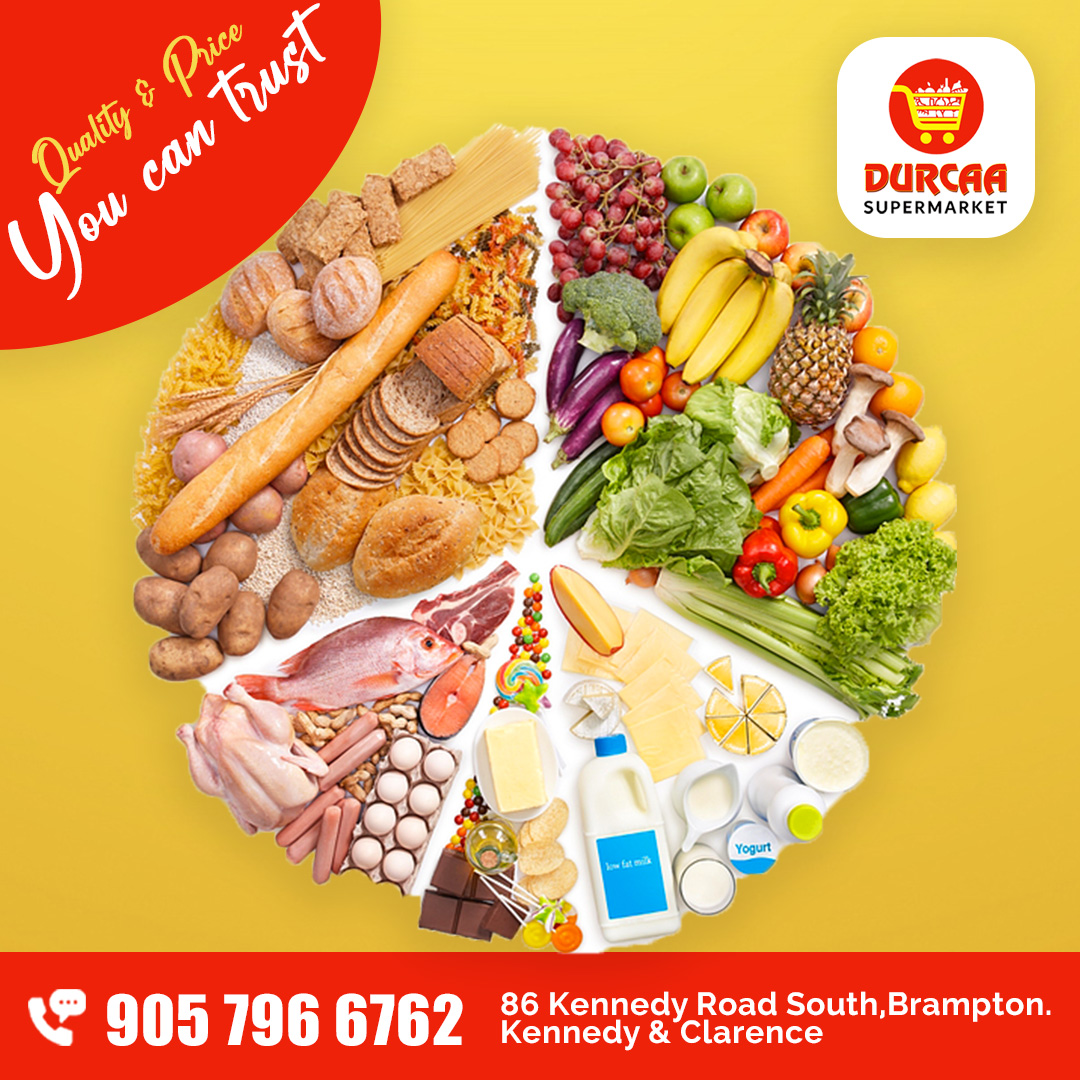 Quality & Price
You can trust
DURCAA
SUPERMARKET
low fat milk
Yogurt
905 796 6762
86 Kennedy Road South,Brampton.
Kennedy & Clarence